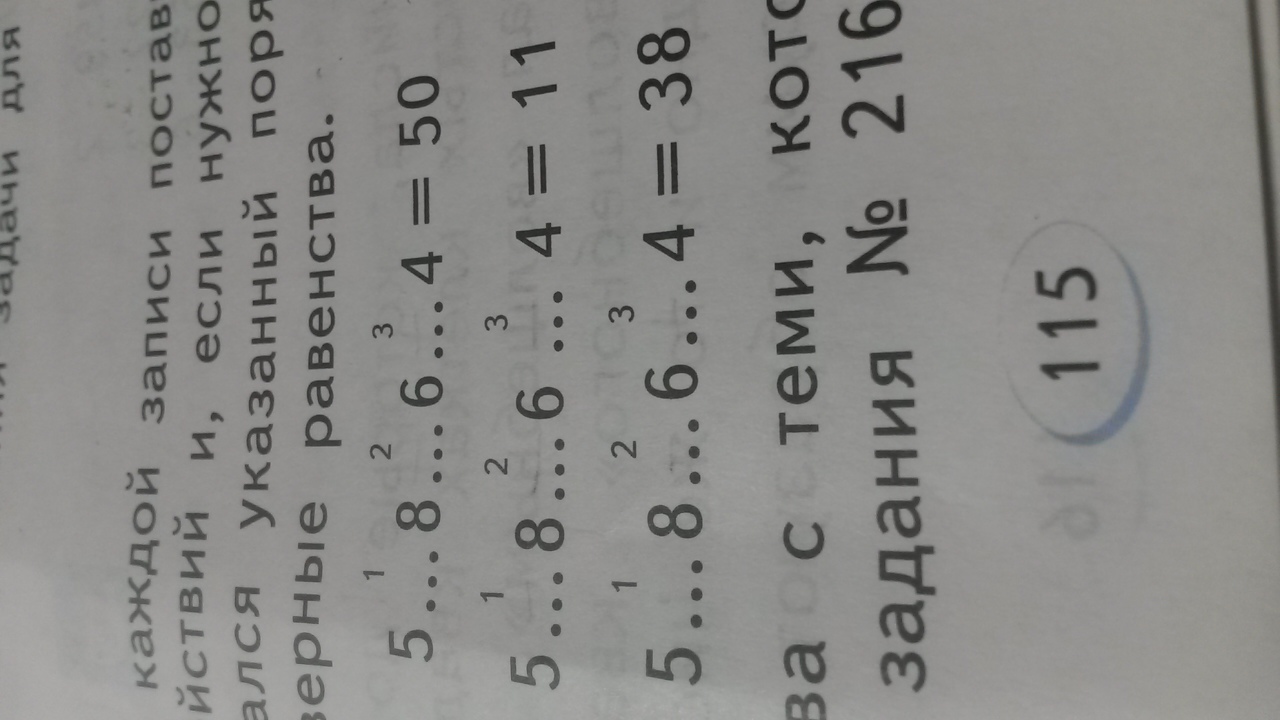 задачи для
каждой записи постав
йствий и, если нужно
ался указанный поря
верные равенства.
1 2 3
5...8...6...4 = 50
1 2 3
5...8...6 ... 4 = 11
1 2 3
5...8...6...4 = 38
ва с теми, кото
задания № 216
115